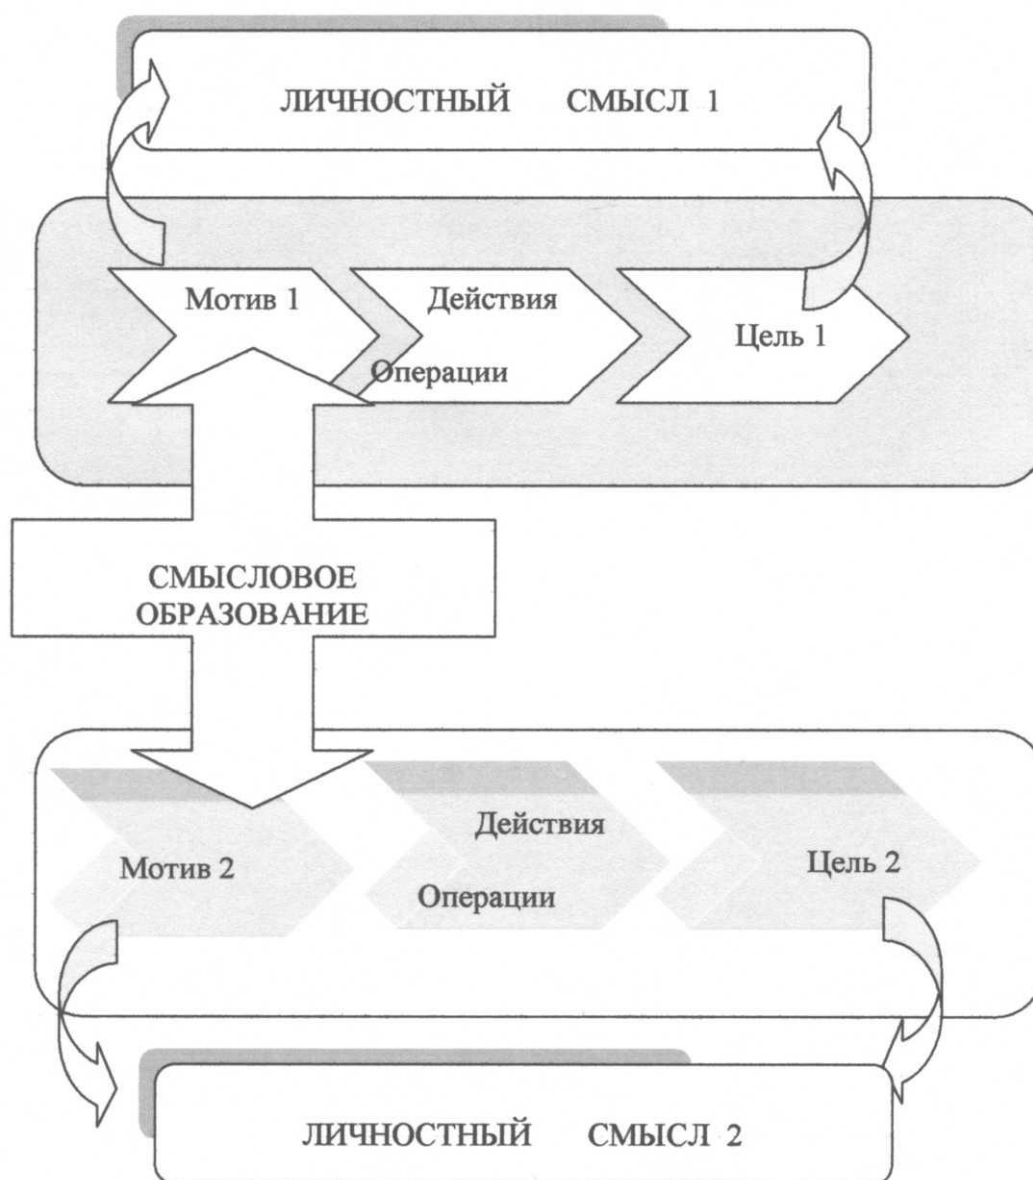 ЛИЧНОСТНЫЙ СМЫСЛ 1
Мотив 1
Действия
Операции
Цель 1
СМЫСЛОВОЕ
ОБРАЗОВАНИЕ
Мотив 2
Действия
Операции
Цель 2
ЛИЧНОСТНЫЙ СМЫСЛ 2